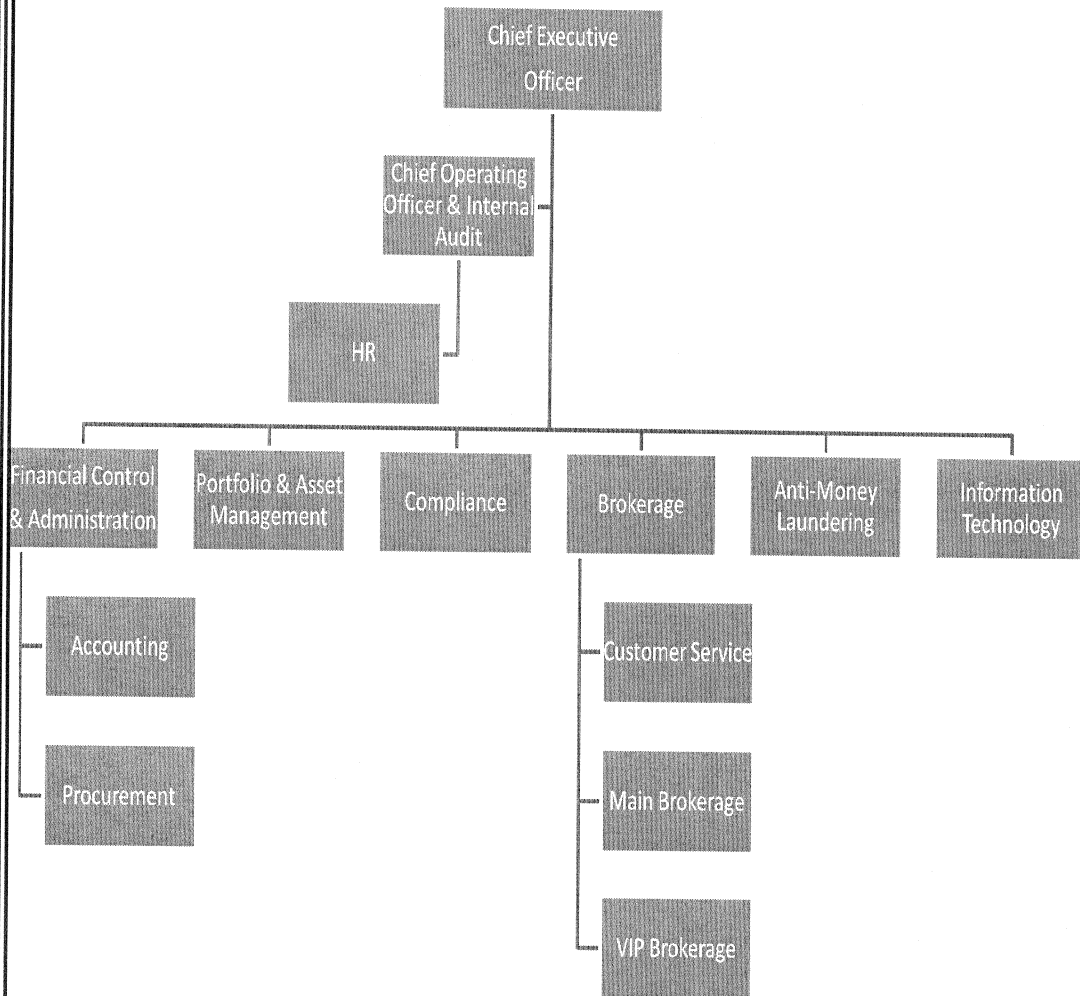 Chief Executive
Officer
Chief Operating
Officer & Internal
Audit
HR
Financial Control
& Administration
Portfolio & Asset
Management
Compliance
Brokerage
Anti-Money
Laundering
Information
Technology
Accounting
Customer Service
Procurement
Main Brokerage
VIP Brokerage